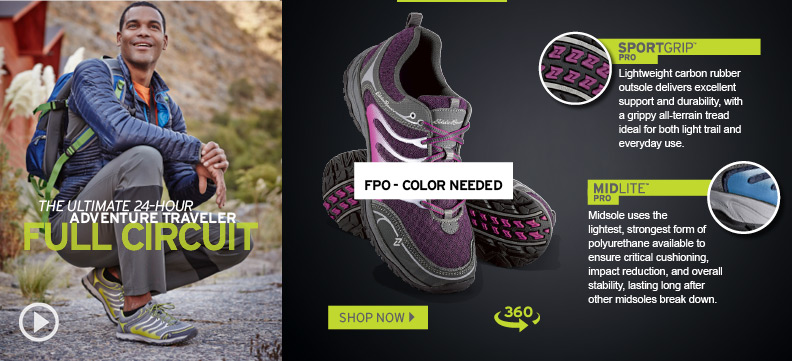 THE ULTIMATE 24-HOUR
ADVENTURE TRAVELER
FULL CIRCUIT
FPO - COLOR NEEDED
SHOP NOW
360
SPORTGRIP™
PRO
Lightweight carbon rubber
outsole delivers excellent
support and durability, with
a grippy all-terrain tread
ideal for both light trail and
everyday use.
MIDLITE™
PRO
Midsole uses the
lightest, strongest form of
polyurethane available to
ensure critical cushioning,
impact reduction, and overall
stability, lasting long after
other midsoles break down.